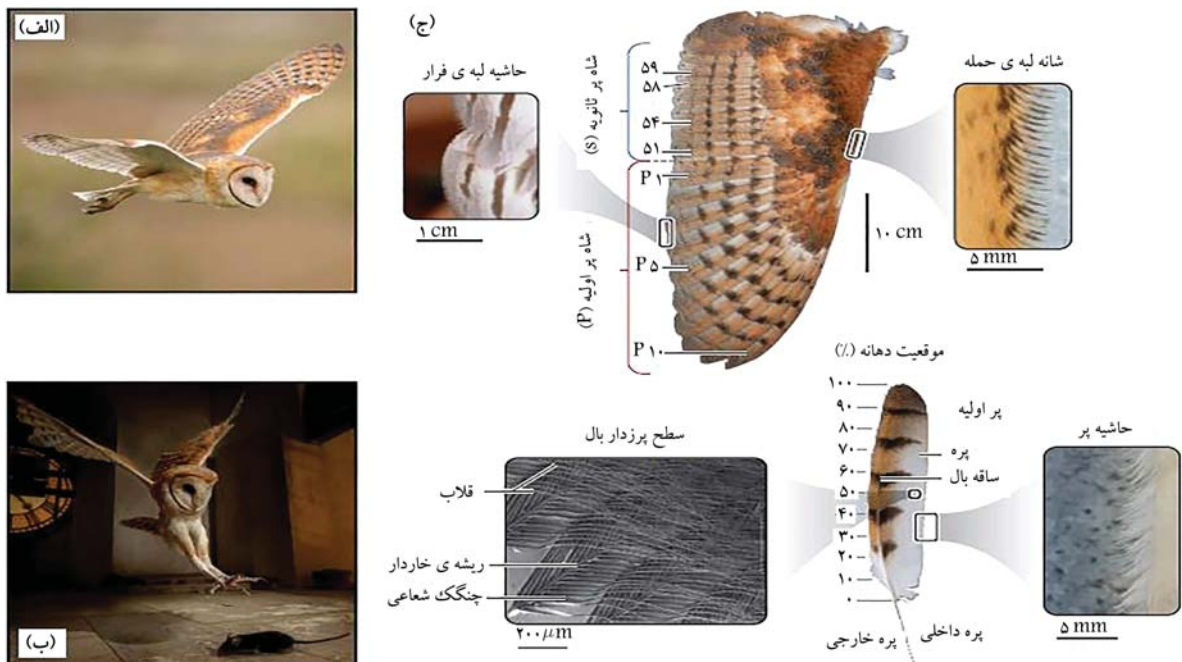 (الف)
(ج)
حاشیه لبه ی فرار
شانه لبه ی حمله
شاه پر ثانویه (S)
۵۹
۵۸
۵۴
۵۱
P ۱
P ۵
P ۱۰
شاه پر اولیه (P)
۱ cm
۱۰ cm
۵ mm
(ب)
سطح پرزدار بال
قلاب
ریشه ی خاردار
چنگک شعاعی
۲۰۰ µm
موقعیت دهانه (٪)
۱۰۰
۹۰
۸۰
۷۰
۶۰
۵۰
۴۰
۳۰
۲۰
۱۰
۰
پر اولیه
پره
ساقه بال
پره داخلی
پره خارجی
حاشیه پر
۵ mm